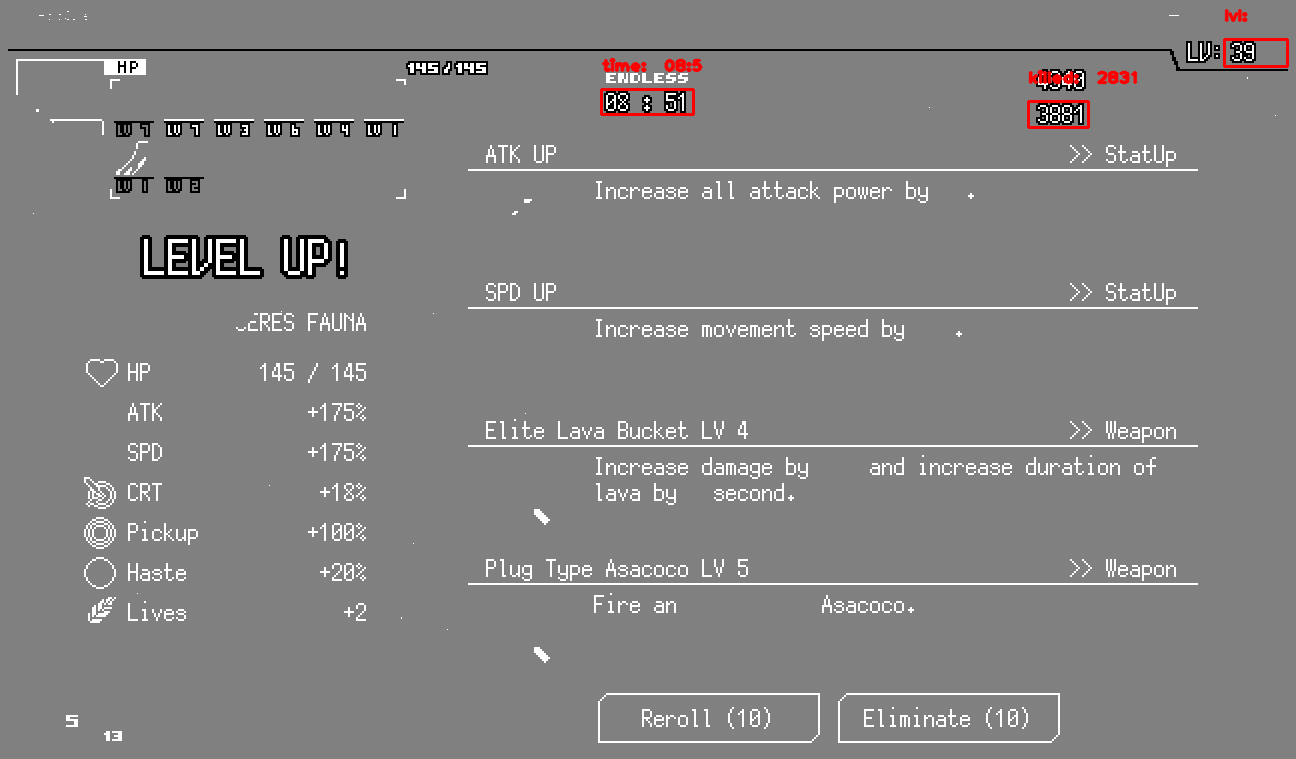 lvl:
LV: 39
HP
145/145
time: 08:5
ENDLESS
08 : 51
killed: 2831
4340
3881
LV 7 LV 7 LV 3 LV 6 LV 4 LV 1
LV 1 LV 2
ATK UP >> StatUp
Increase all attack power by .
LEVEL UP!
SPD UP >> StatUp
Increase movement speed by .
CERES FAUNA
HP 145 / 145
ATK +175%
SPD +175%
CRT +18%
Pickup +100%
Haste +20%
Lives +2
Elite Lava Bucket LV 4 >> Weapon
Increase damage by and increase duration of
lava by second.
Plug Type Asacoco LV 5 >> Weapon
Fire an Asacoco.
Reroll (10)
Eliminate (10)
5
13